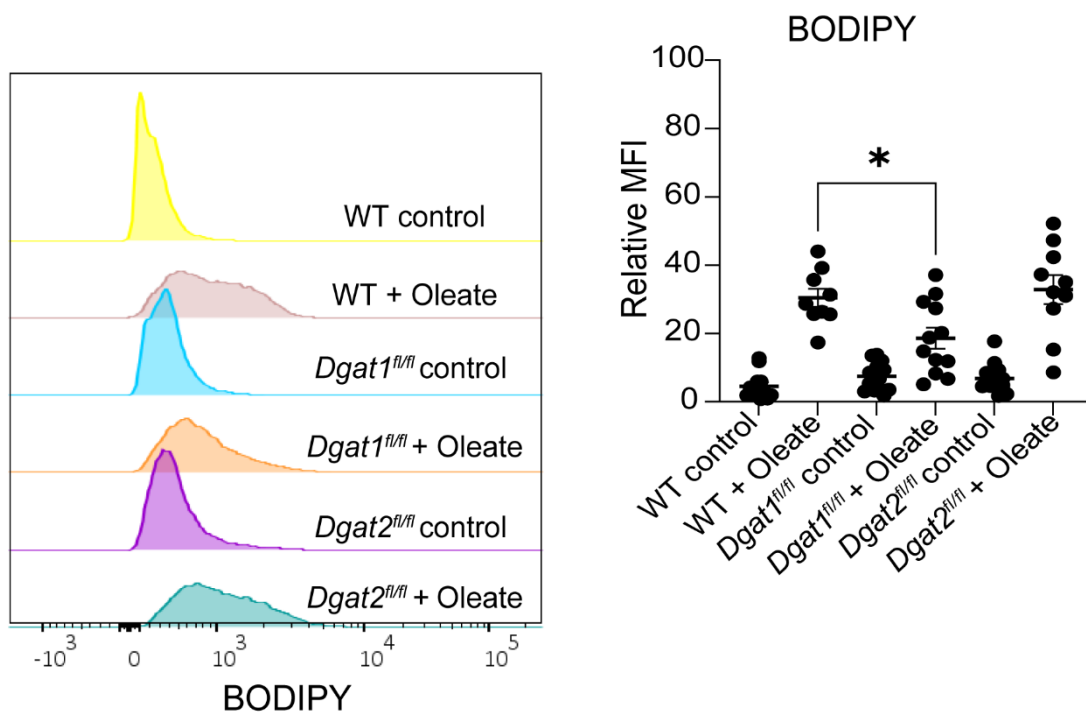 WT control
WT + Oleate
Dgat1fl/fl control
Dgat1fl/fl + Oleate
Dgat2fl/fl control
Dgat2fl/fl + Oleate
-10³ 0 10³ 10⁴ 10⁵
BODIPY
BODIPY
Relative MFI
100
80
60
40
20
0
*
WT control
WT + Oleate
Dgat1fl/fl control
Dgat1fl/fl + Oleate
Dgat2fl/fl control
Dgat2fl/fl + Oleate